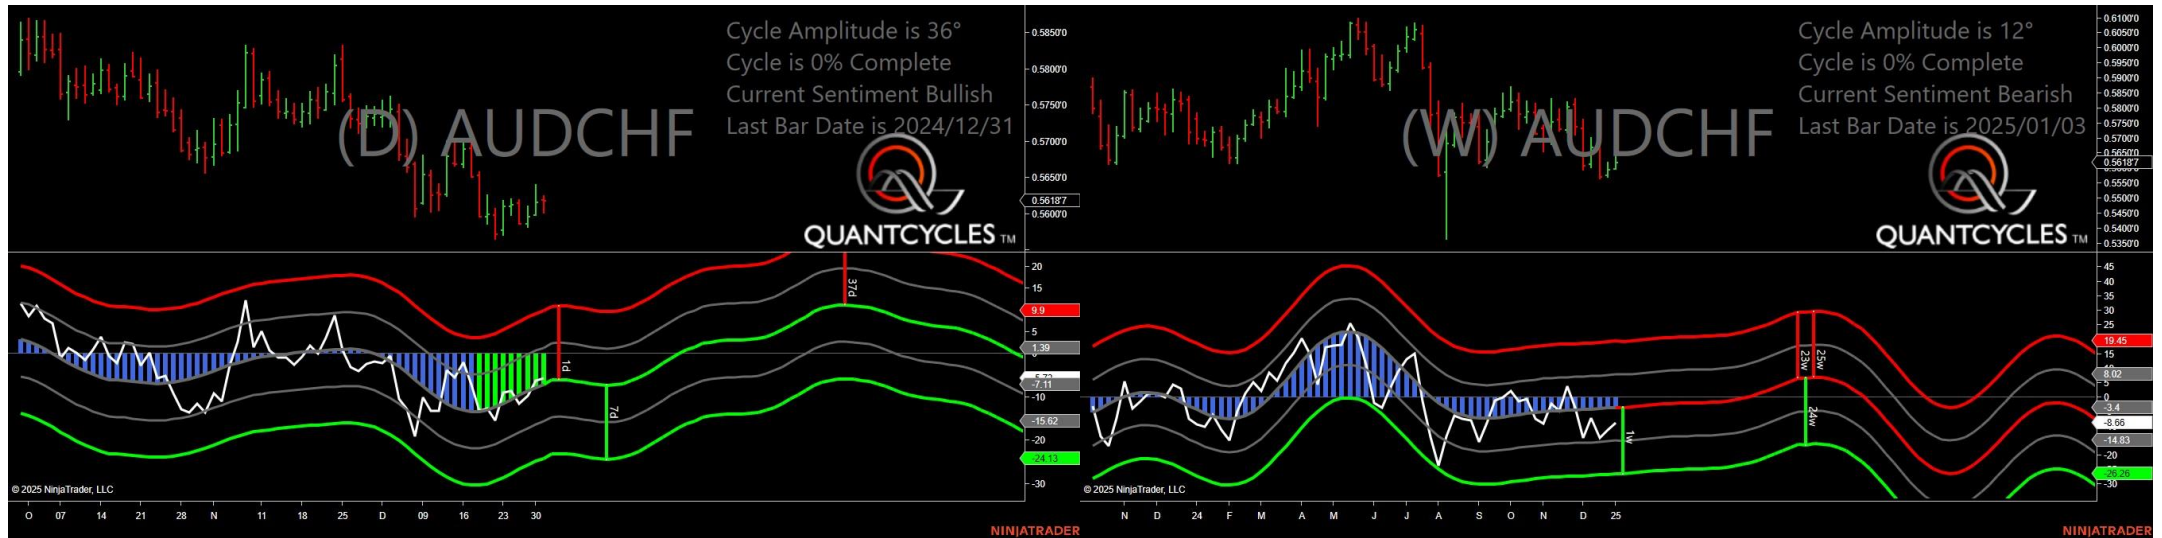 Cycle Amplitude is 36°
Cycle is 0% Complete
Current Sentiment Bullish
Last Bar Date is 2024/12/31
(D) AUDCHF
QUANTCYCLES TM
0.5850'0
0.5800'0
0.5750'0
0.5700'0
0.5650'0
0.5618'7
0.5600'0
20
15
9.9
5
1.39
-7.11
-10
-15.62
-20
-24.13
-30
1d
7d
37d
© 2025 NinjaTrader, LLC
O 07 14 21 28 N 11 18 25 D 09 16 23 30
NINJATRADER
Cycle Amplitude is 12°
Cycle is 0% Complete
Current Sentiment Bearish
Last Bar Date is 2025/01/03
(W) AUDCHF
QUANTCYCLES TM
0.6100'0
0.6050'0
0.6000'0
0.5950'0
0.5900'0
0.5850'0
0.5800'0
0.5750'0
0.5700'0
0.5650'0
0.5618'7
0.5550'0
0.5500'0
0.5450'0
0.5400'0
0.5350'0
45
40
35
30
25
19.45
15
8.02
5
0
-3.4
-8.66
-14.83
-20
-26.26
-30
1w
23w
25w
24w
© 2025 NinjaTrader, LLC
N D 24 F M A M J J A S O N D 25
NINJATRADER